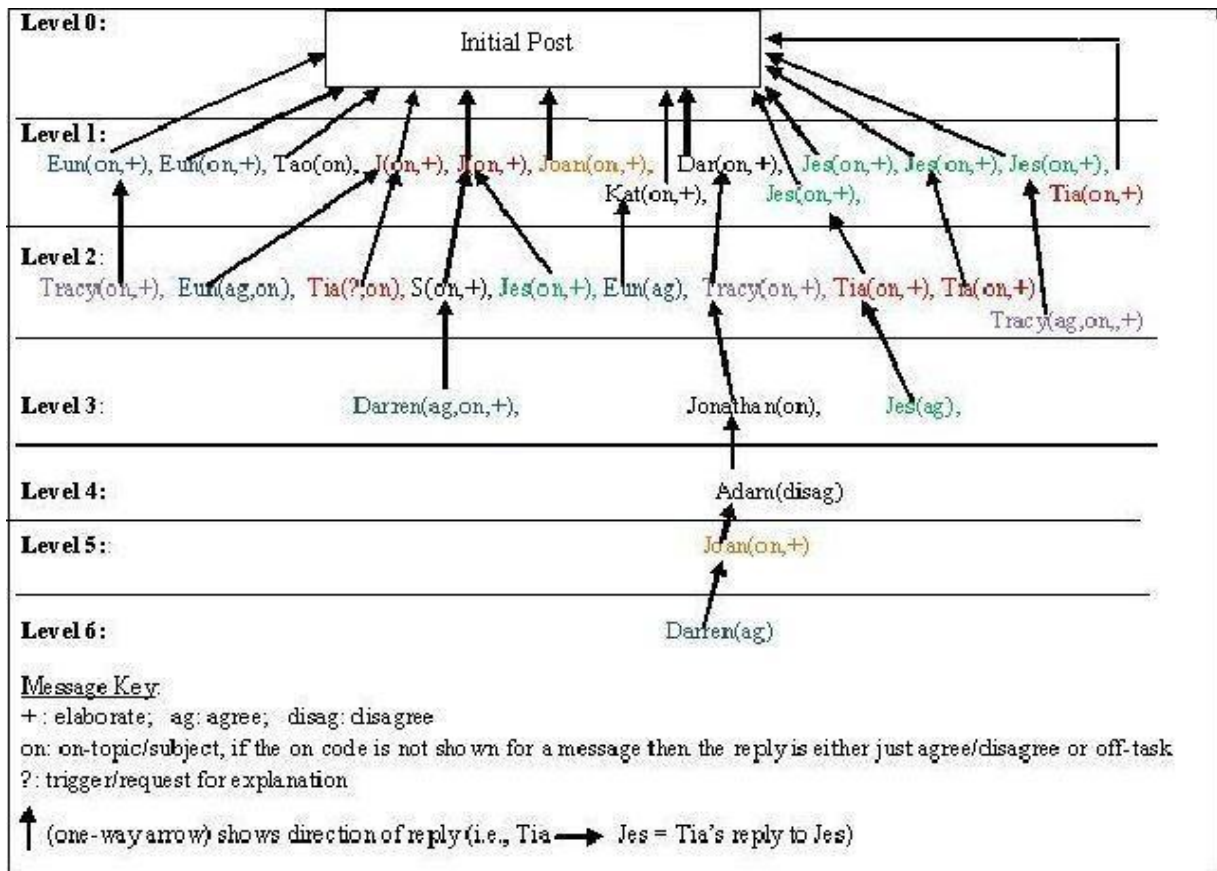 Level 0:
Initial Post
Level 1:
Eun(on,+), Eun(on,+), Tao(on), J(on,+), J(on,+), Joan(on,+), Dar(on,+), Jes(on,+), Jes(on,+), Jes(on,+),
Kat(on,+), Jes(on,+), Tia(on,+)
Level 2:
Tracy(on,+), Eun(ag,on), Tia(?,on), S(on,+), Jes(on,+), Eun(ag), Tracy(on,+), Tia(on,+), Tia(on,+)
Tracy(ag,on,,+)
Level 3: Darren(ag,on,+), Jonathan(on), Jes(ag),
Level 4: Adam(disag)
Level 5: Joan(on,+)
Level 6: Darren(ag)
Message Key:
+ : elaborate; ag: agree; disag: disagree
on: on-topic/subject, if the on code is not shown for a message then the reply is either just agree/disagree or off-task
?: trigger/request for explanation
(one-way arrow) shows direction of reply (i.e., Tia Jes = Tia's reply to Jes)